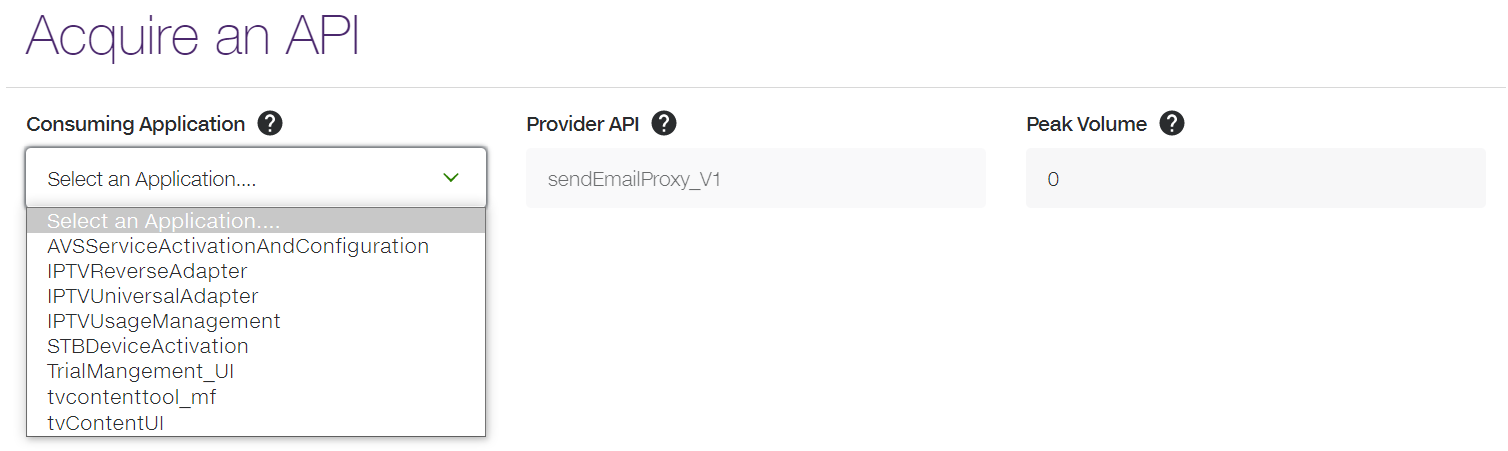 Acquire an API
Consuming Application ?
Provider API ?
Peak Volume ?
Select an Application....
sendEmailProxy_V1
0
Select an Application....
AVSServiceActivationAndConfiguration
IPTVReverseAdapter
IPTVUniversalAdapter
IPTVUsageManagement
STBDeviceActivation
TrialMangement_UI
tvcontenttool_mf
tvContentUI